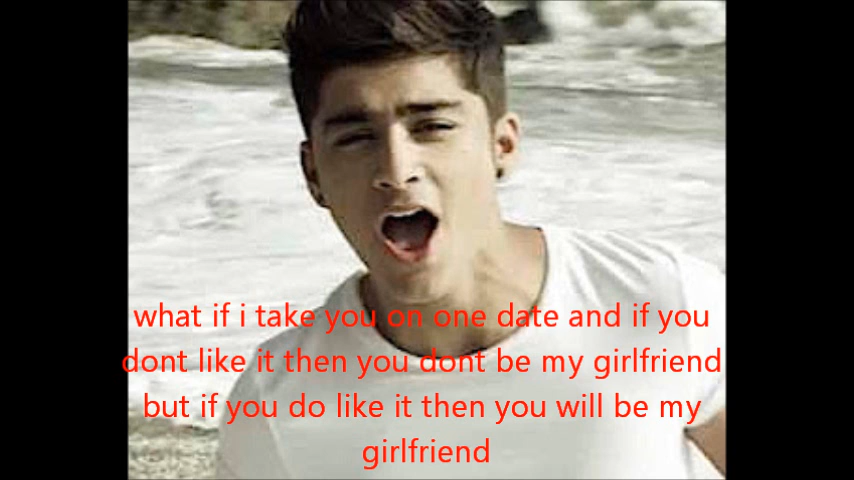 what if i take you on one date and if you
dont like it then you dont be my girlfriend
but if you do like it then you will be my
girlfriend